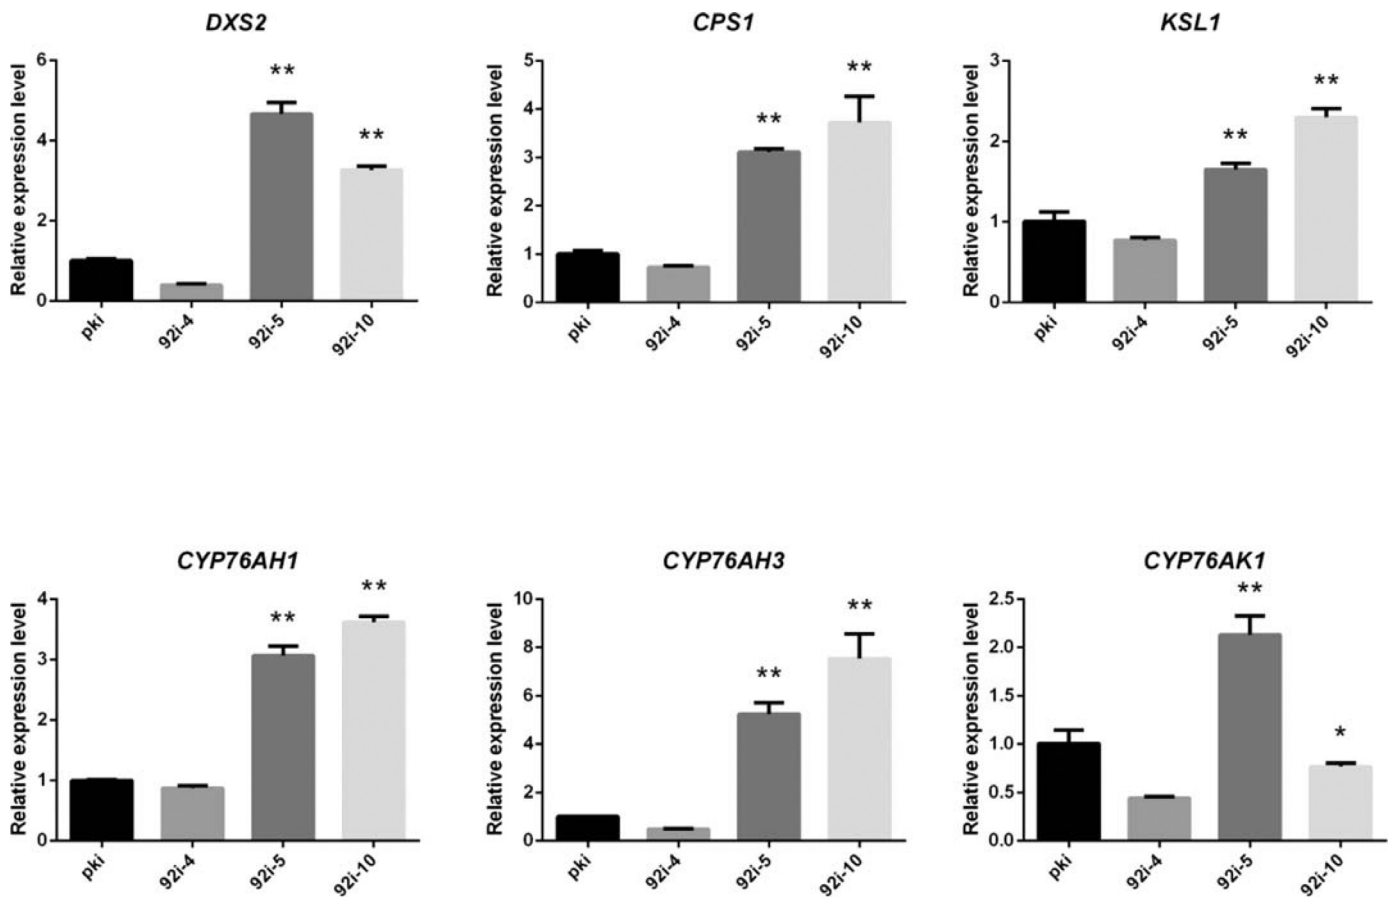 DXS2
Relative expression level
6
4
2
0
**
**
pki
92i-4
92i-5
92i-10
CPS1
Relative expression level
5
4
3
2
1
0
**
**
pki
92i-4
92i-5
92i-10
KSL1
Relative expression level
3
2
1
0
**
**
pki
92i-4
92i-5
92i-10
CYP76AH1
Relative expression level
4
3
2
1
0
**
**
pki
92i-4
92i-5
92i-10
CYP76AH3
Relative expression level
10
8
6
4
2
0
**
**
pki
92i-4
92i-5
92i-10
CYP76AK1
Relative expression level
2.5
2.0
1.5
1.0
0.5
0.0
**
*
pki
92i-4
92i-5
92i-10